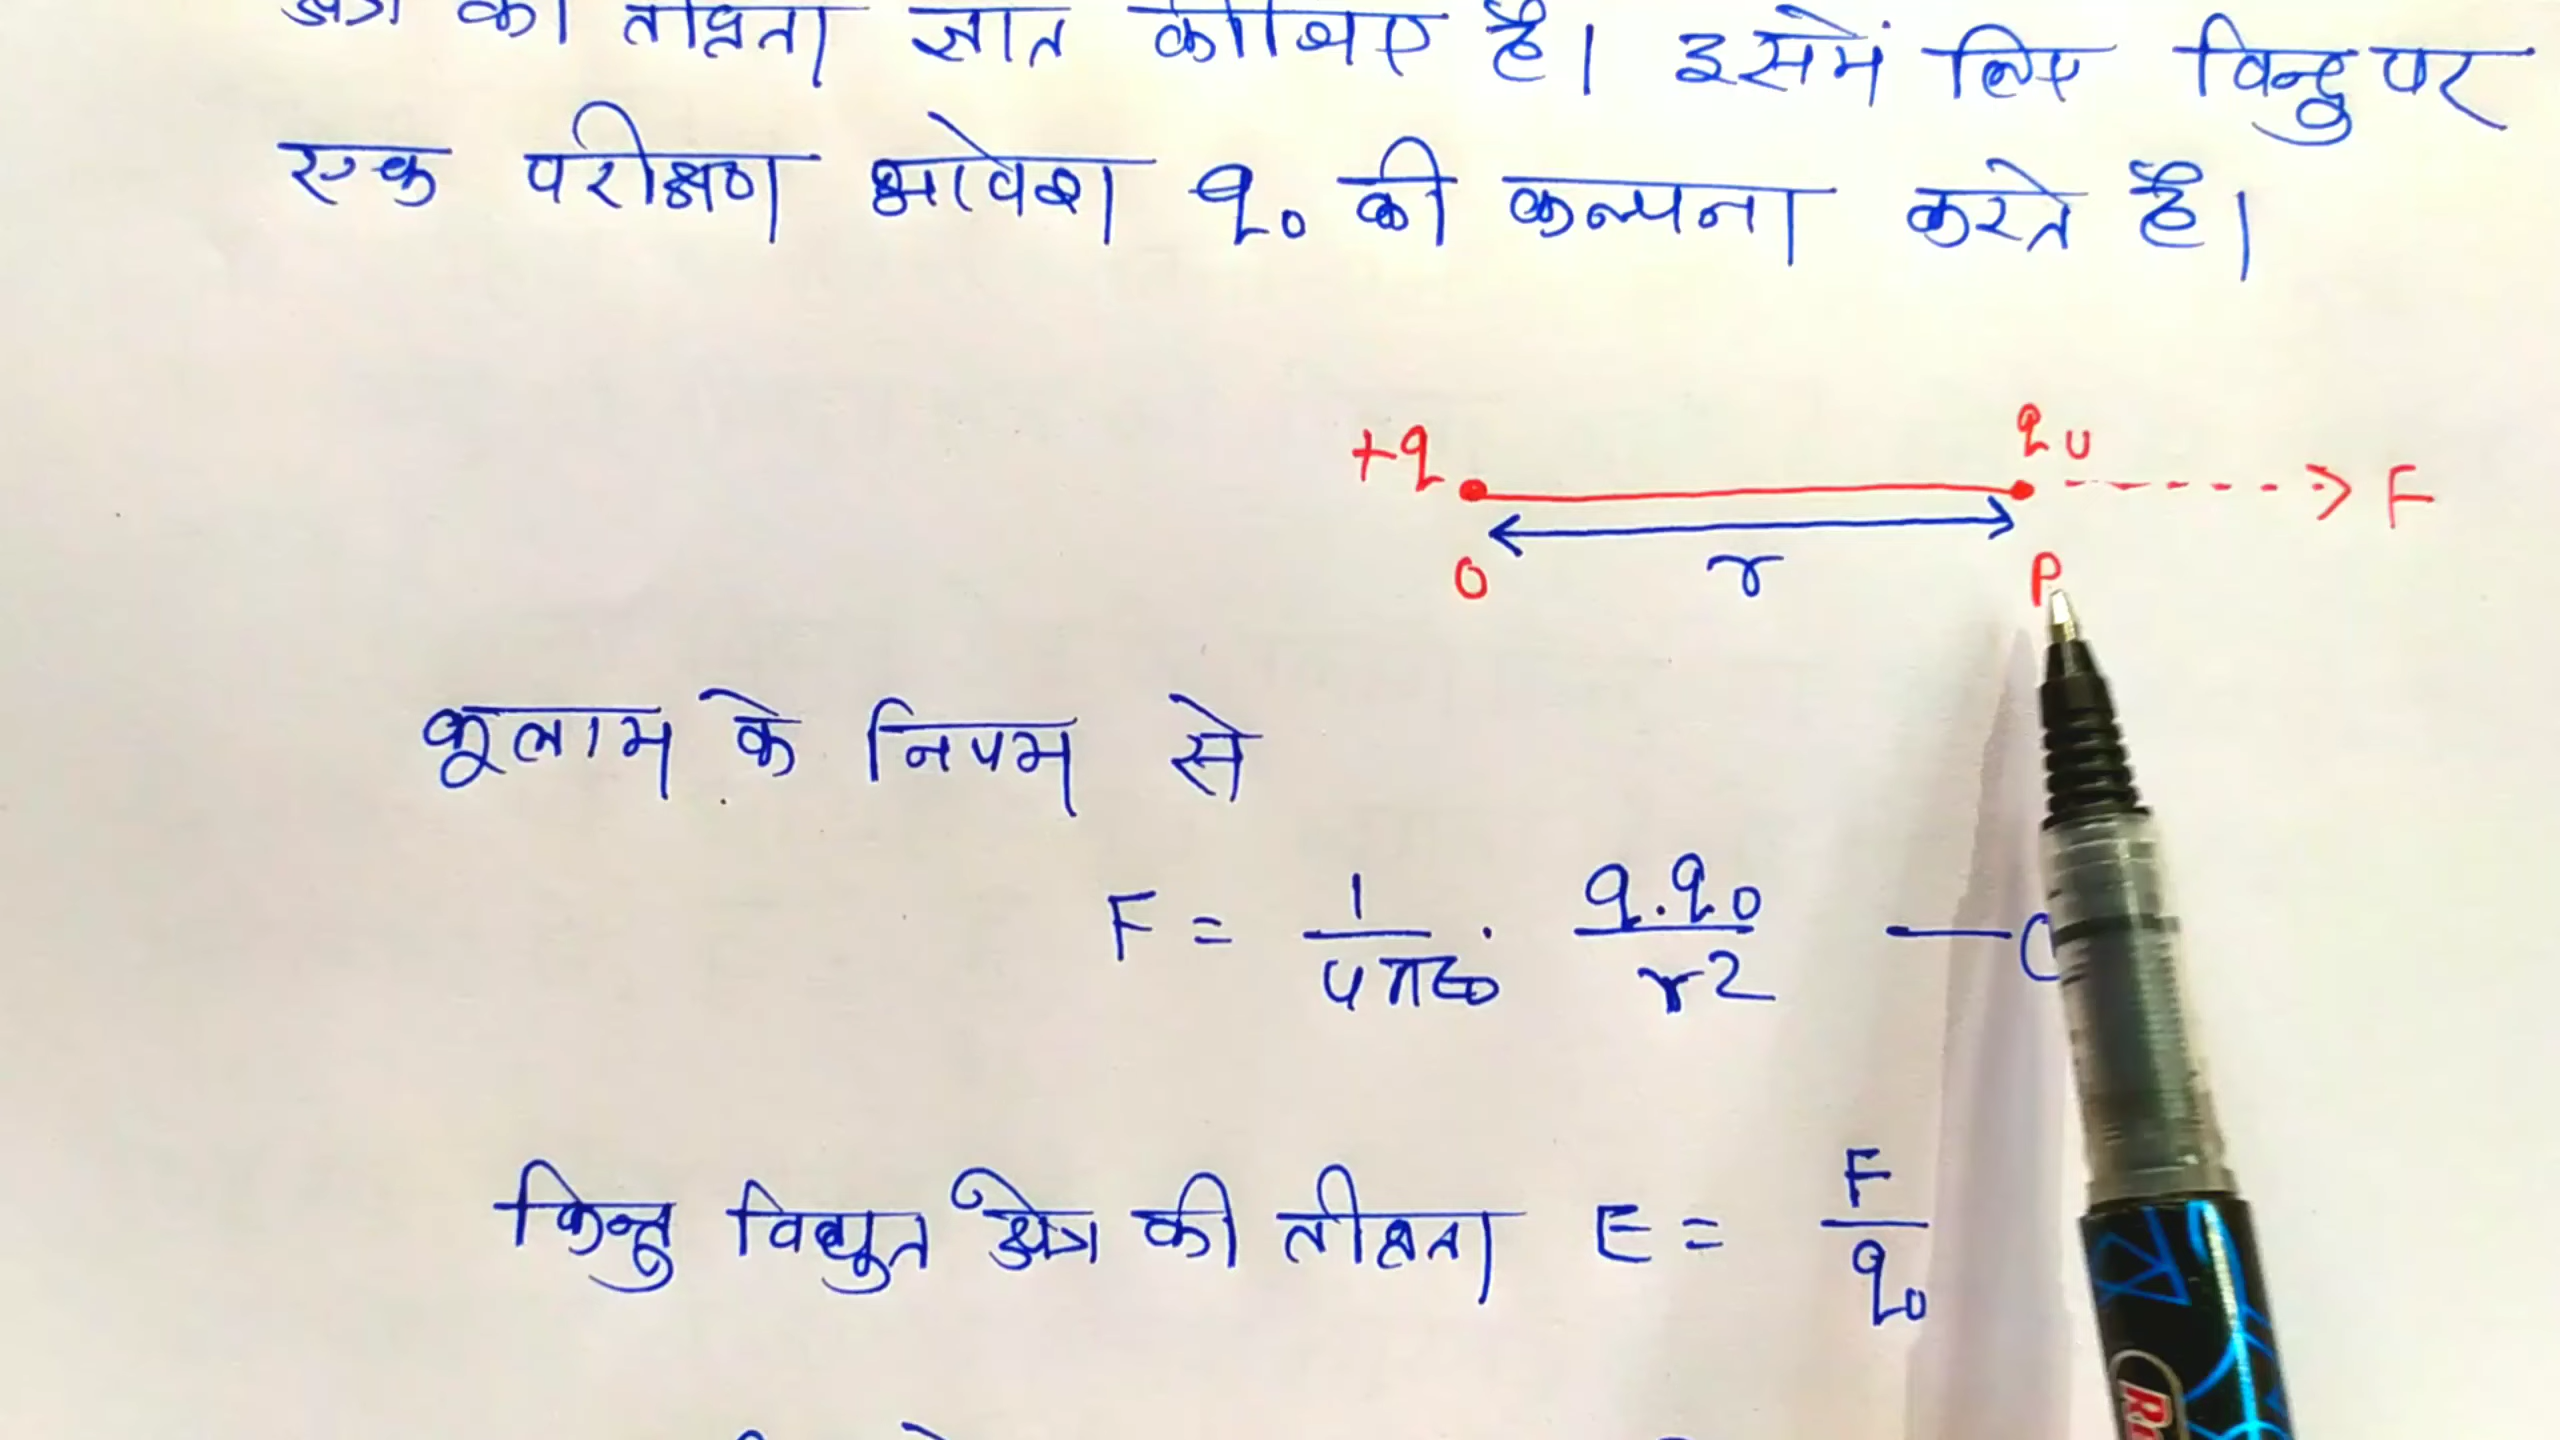 की तीव्रता ज्ञात कीजिए है। इसमें लिए बिन्दु पर
एक परीक्षण आवेश q₀ की कल्पना करते है।
+q q₀ F
O r P
कूलाम के नियम से
F = 1/4πε₀ · q.q₀/r²
किन्तु विद्युत क्षेत्र की तीव्रता E = F/q₀